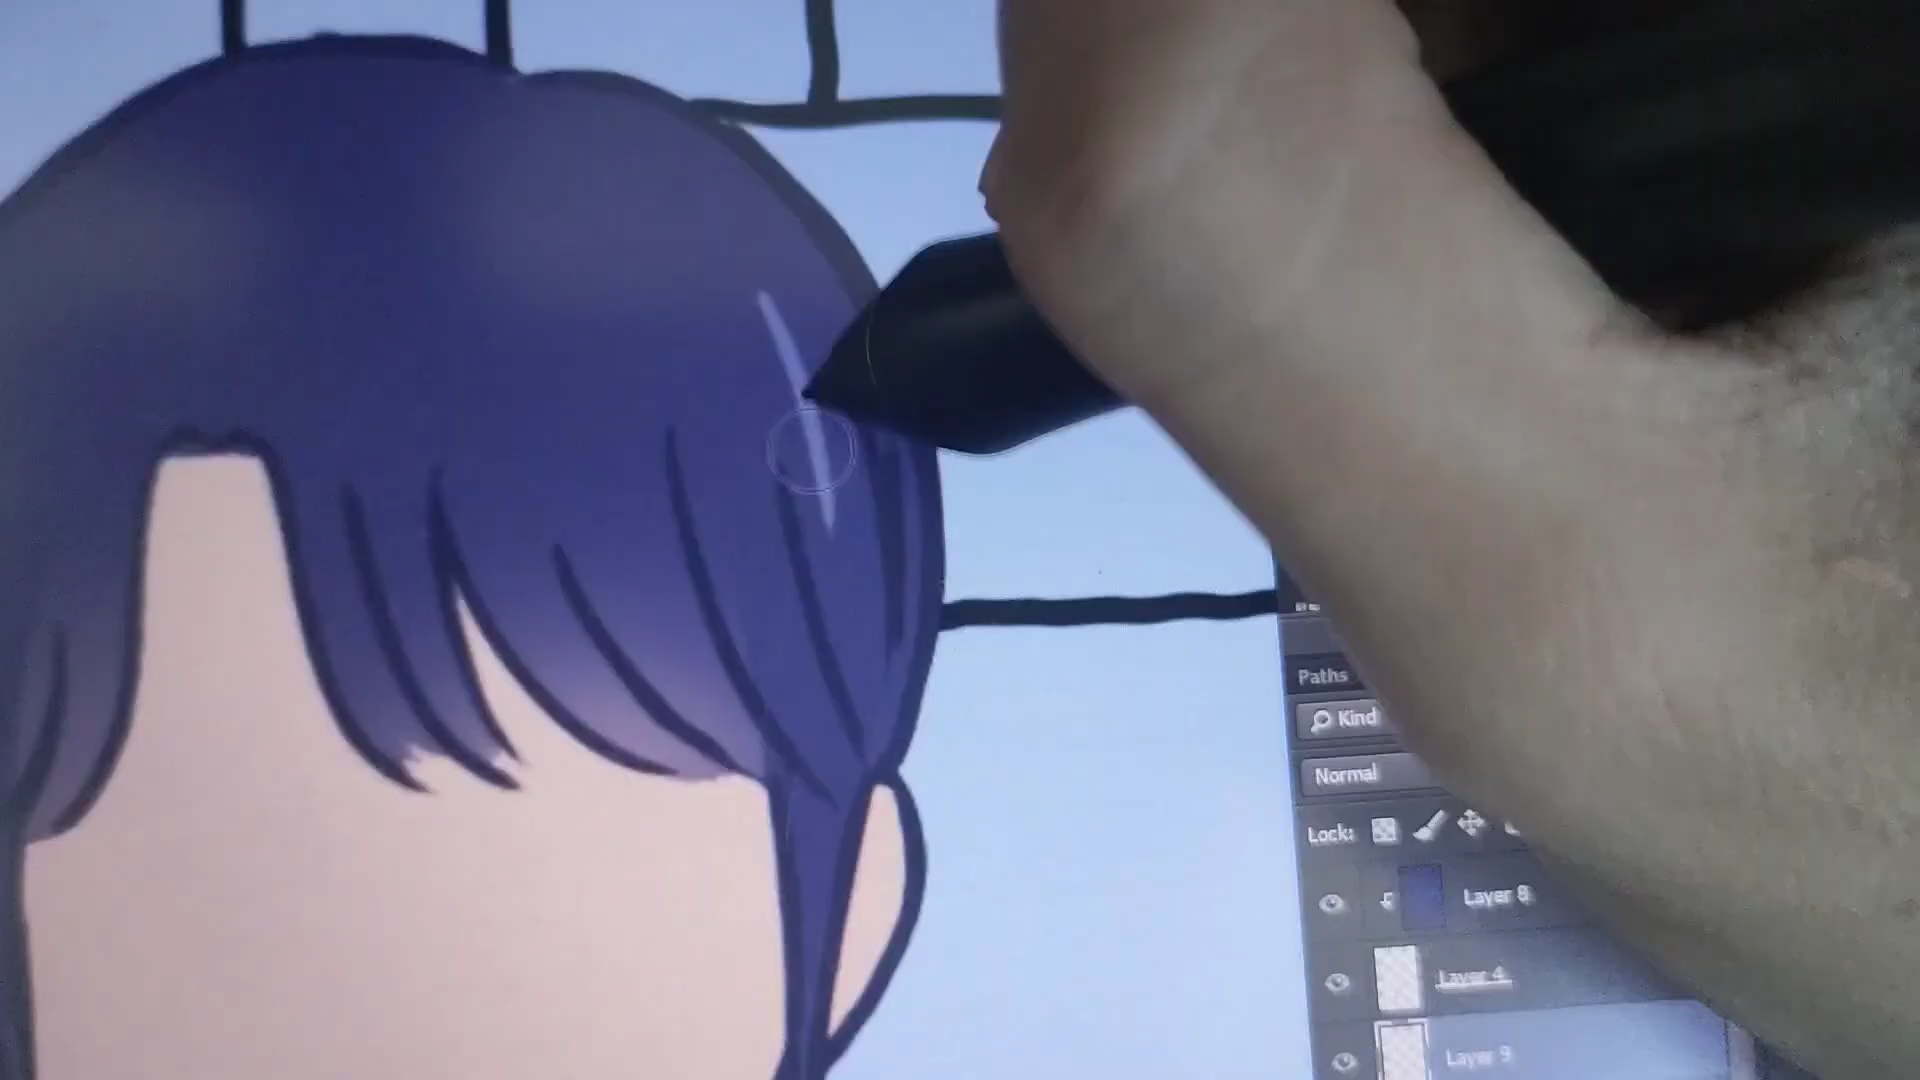 Paths
Kind
Normal
Lock:
Layer 8
Layer 4
Layer 9